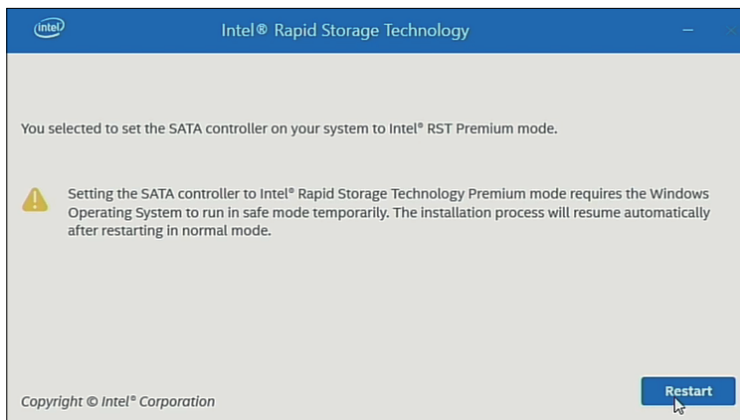 intel
Intel® Rapid Storage Technology
You selected to set the SATA controller on your system to Intel® RST Premium mode.
Setting the SATA controller to Intel® Rapid Storage Technology Premium mode requires the Windows
Operating System to run in safe mode temporarily. The installation process will resume automatically
after restarting in normal mode.
Restart
Copyright © Intel® Corporation